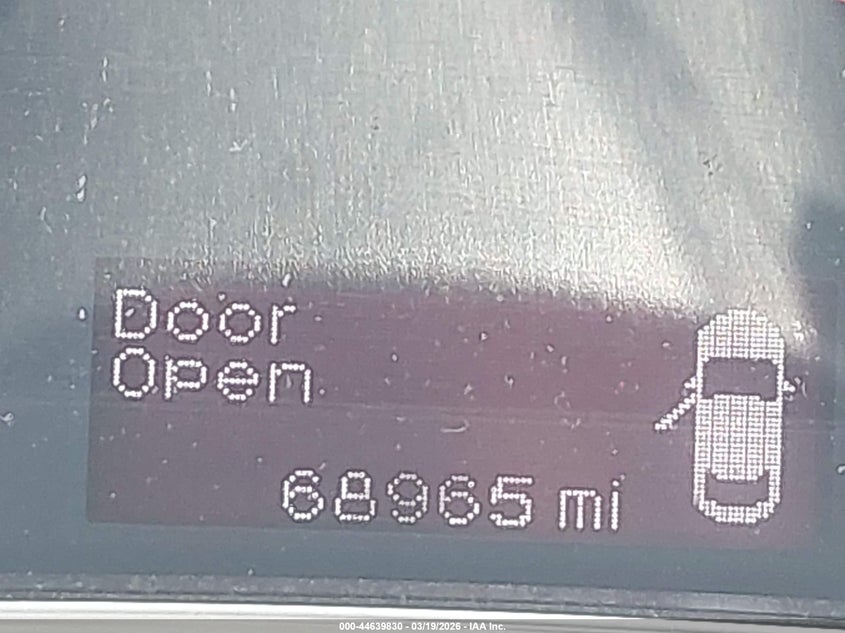 Door
Open
68965 mi
000-44639830 - 03/19/2026 - IAA Inc.